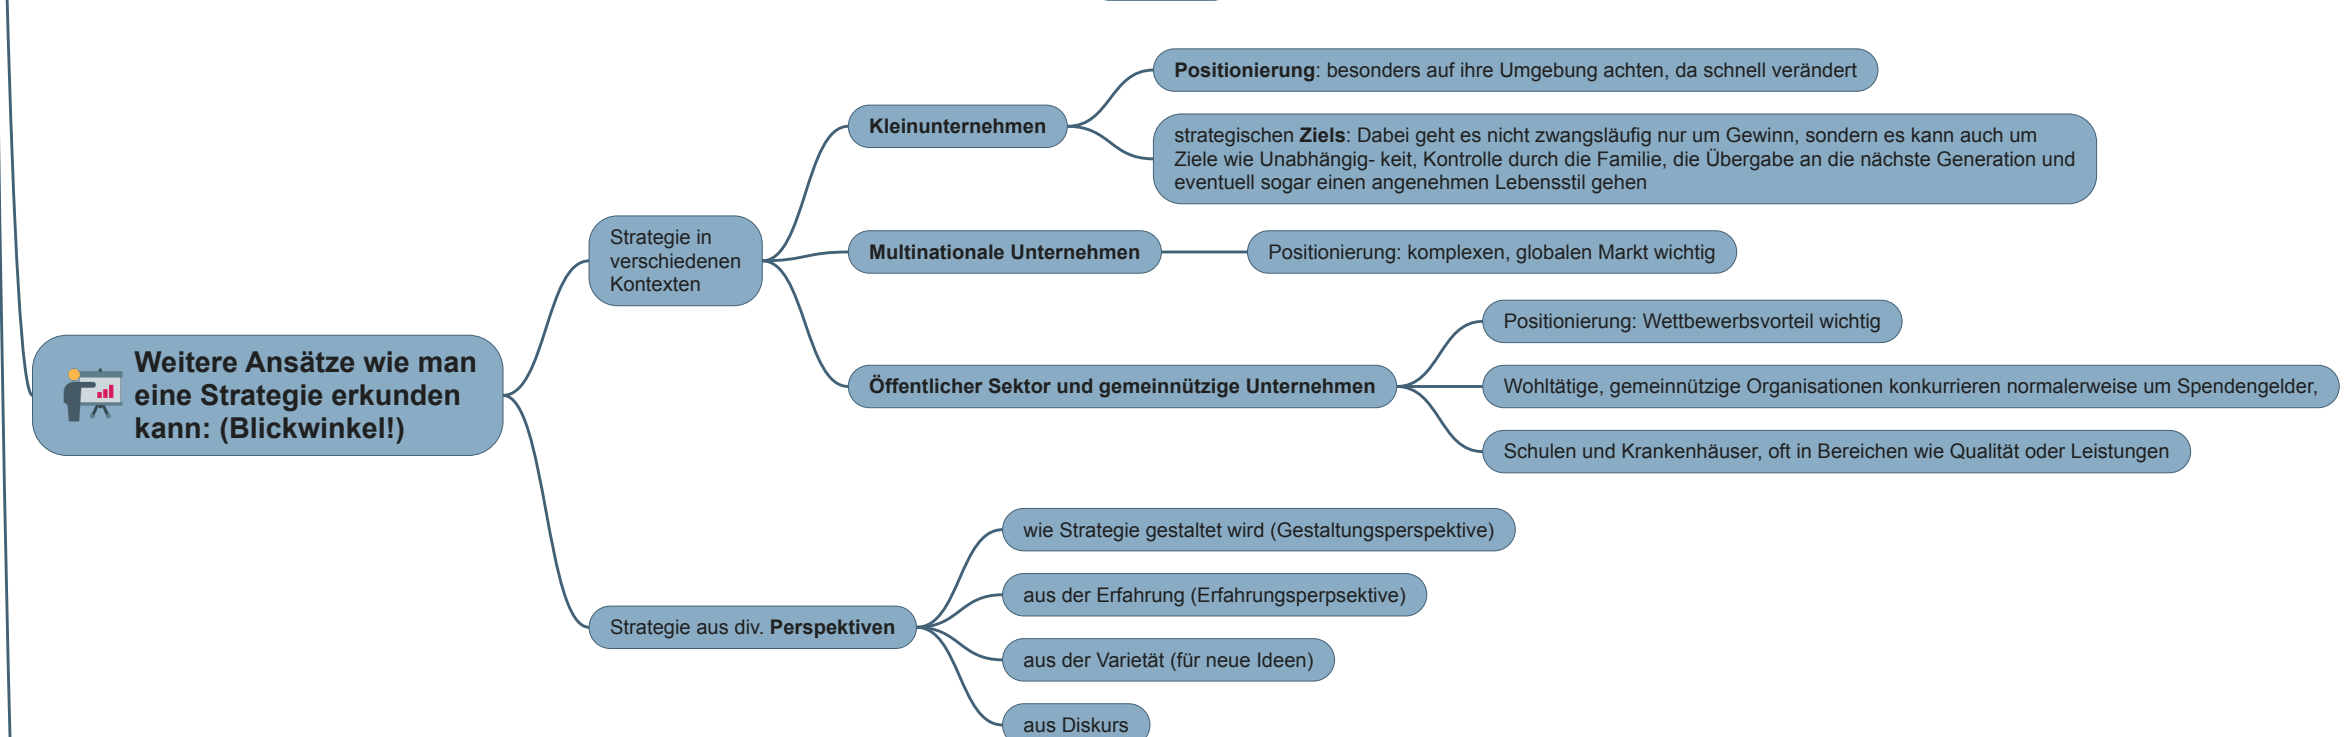 Positionierung: besonders auf ihre Umgebung achten, da schnell verändert
Kleinunternehmen
strategischen Ziels: Dabei geht es nicht zwangsläufig nur um Gewinn, sondern es kann auch um
Ziele wie Unabhängig- keit, Kontrolle durch die Familie, die Übergabe an die nächste Generation und
eventuell sogar einen angenehmen Lebensstil gehen
Strategie in
verschiedenen
Kontexten
Multinationale Unternehmen
Positionierung: komplexen, globalen Markt wichtig
Positionierung: Wettbewerbsvorteil wichtig
Weitere Ansätze wie man
eine Strategie erkunden
kann: (Blickwinkel!)
Öffentlicher Sektor und gemeinnützige Unternehmen
Wohltätige, gemeinnützige Organisationen konkurrieren normalerweise um Spendengelder,
Schulen und Krankenhäuser, oft in Bereichen wie Qualität oder Leistungen
wie Strategie gestaltet wird (Gestaltungsperspektive)
aus der Erfahrung (Erfahrungsperpsektive)
Strategie aus div. Perspektiven
aus der Varietät (für neue Ideen)
aus Diskurs